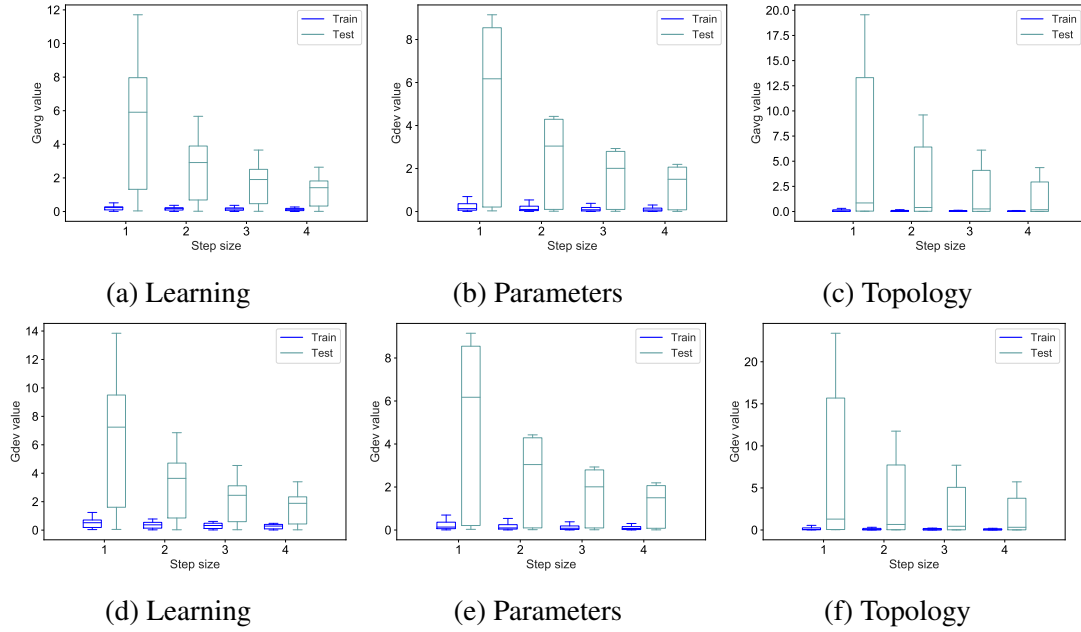 12
10
8
6
4
2
0
Gavg value
Train
Test
1 2 3 4
Step size
(a) Learning
8
6
4
2
0
Gdev value
Train
Test
1 2 3 4
Step size
(b) Parameters
20.0
17.5
15.0
12.5
10.0
7.5
5.0
2.5
0.0
Gavg value
Train
Test
1 2 3 4
Step size
(c) Topology
14
12
10
8
6
4
2
0
Gdev value
Train
Test
1 2 3 4
Step size
(d) Learning
8
6
4
2
0
Gdev value
Train
Test
1 2 3 4
Step size
(e) Parameters
20
15
10
5
0
Gdev value
Train
Test
1 2 3 4
Step size
(f) Topology